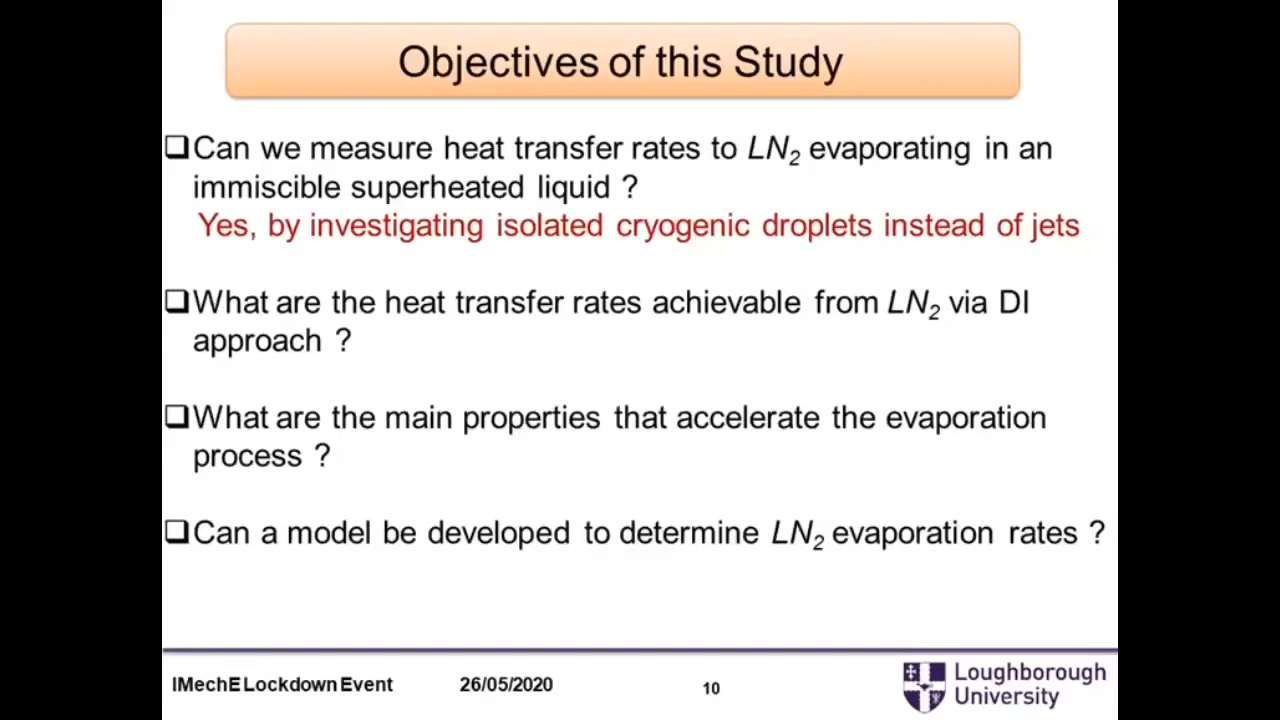 Objectives of this Study
Can we measure heat transfer rates to LN2 evaporating in an
immiscible superheated liquid ?
Yes, by investigating isolated cryogenic droplets instead of jets
What are the heat transfer rates achievable from LN2 via DI
approach ?
What are the main properties that accelerate the evaporation
process ?
Can a model be developed to determine LN2 evaporation rates ?
IMechE Lockdown Event 26/05/2020 10
Loughborough
University